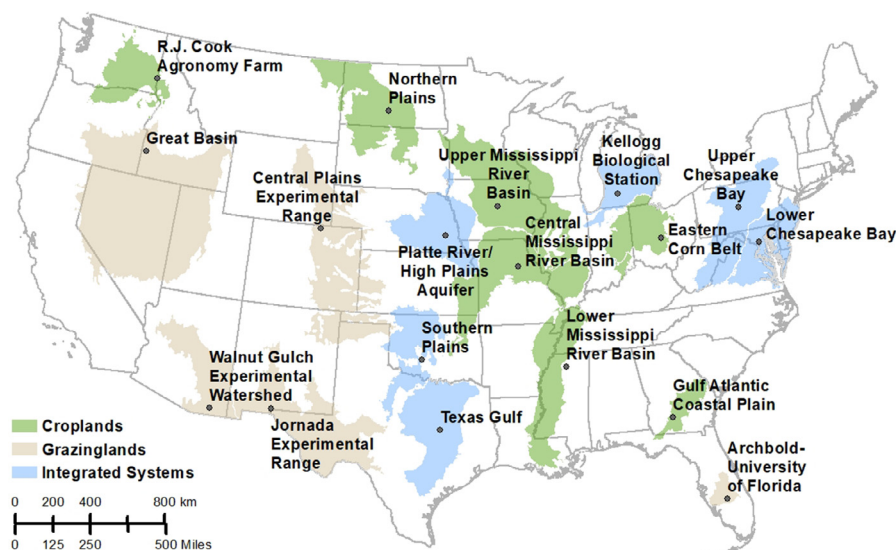 R.J. Cook
Agronomy Farm
Northern
Plains
Great Basin
Kellogg
Biological
Station
Upper Mississippi
River
Basin
Upper
Chesapeake
Bay
Central Plains
Experimental
Range
Lower
Chesapeake Bay
Central
Mississippi
River Basin
Eastern
Corn Belt
Platte River/
High Plains
Aquifer
Southern
Plains
Lower
Mississippi
River Basin
Walnut Gulch
Experimental
Watershed
Gulf Atlantic
Coastal Plain
Jornada
Experimental
Range
Texas Gulf
Archbold-
University
of Florida
Croplands
Grazinglands
Integrated Systems
0 200 400 800 km
0 125 250 500 Miles